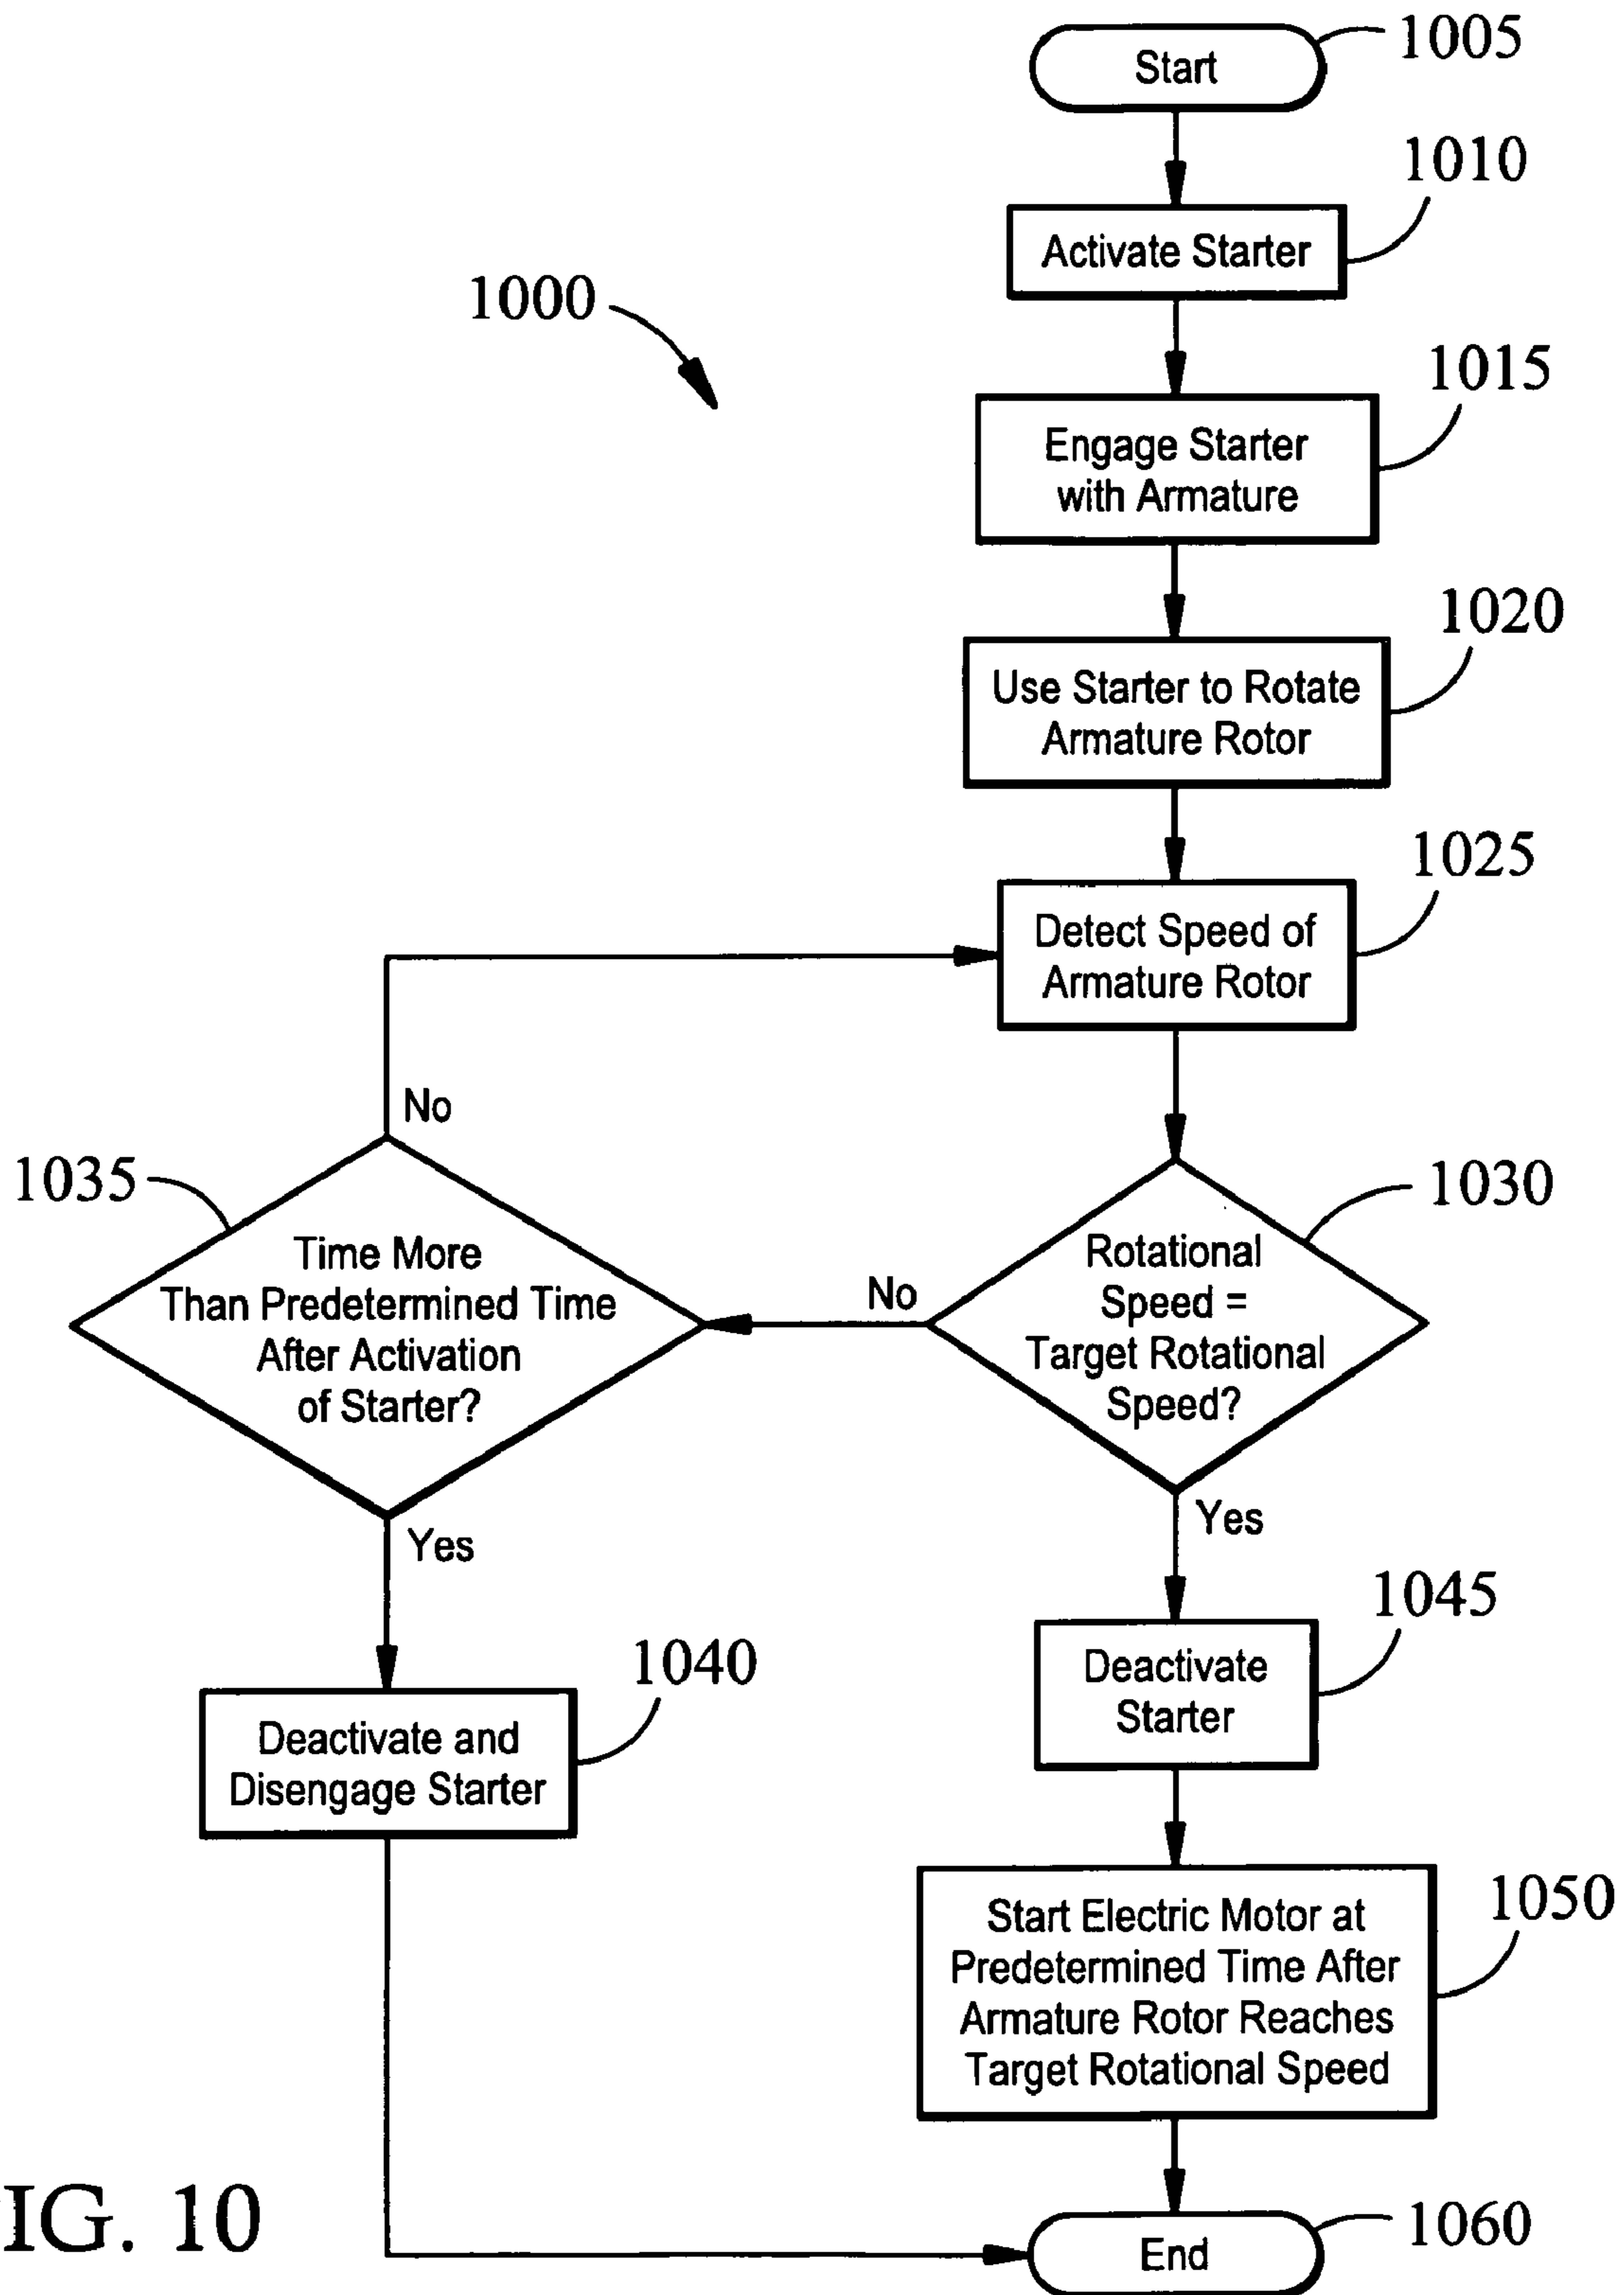 Start
1005
1010
Activate Starter
1000
1015
Engage Starter
with Armature
1020
Use Starter to Rotate
Armature Rotor
1025
Detect Speed of
Armature Rotor
No
1035
1030
Time More
Than Predetermined Time
After Activation
of Starter?
No
Rotational
Speed =
Target Rotational
Speed?
Yes
Yes
1045
1040
Deactivate
Starter
Deactivate and
Disengage Starter
1050
Start Electric Motor at
Predetermined Time After
Armature Rotor Reaches
Target Rotational Speed
IG. 10
1060
End